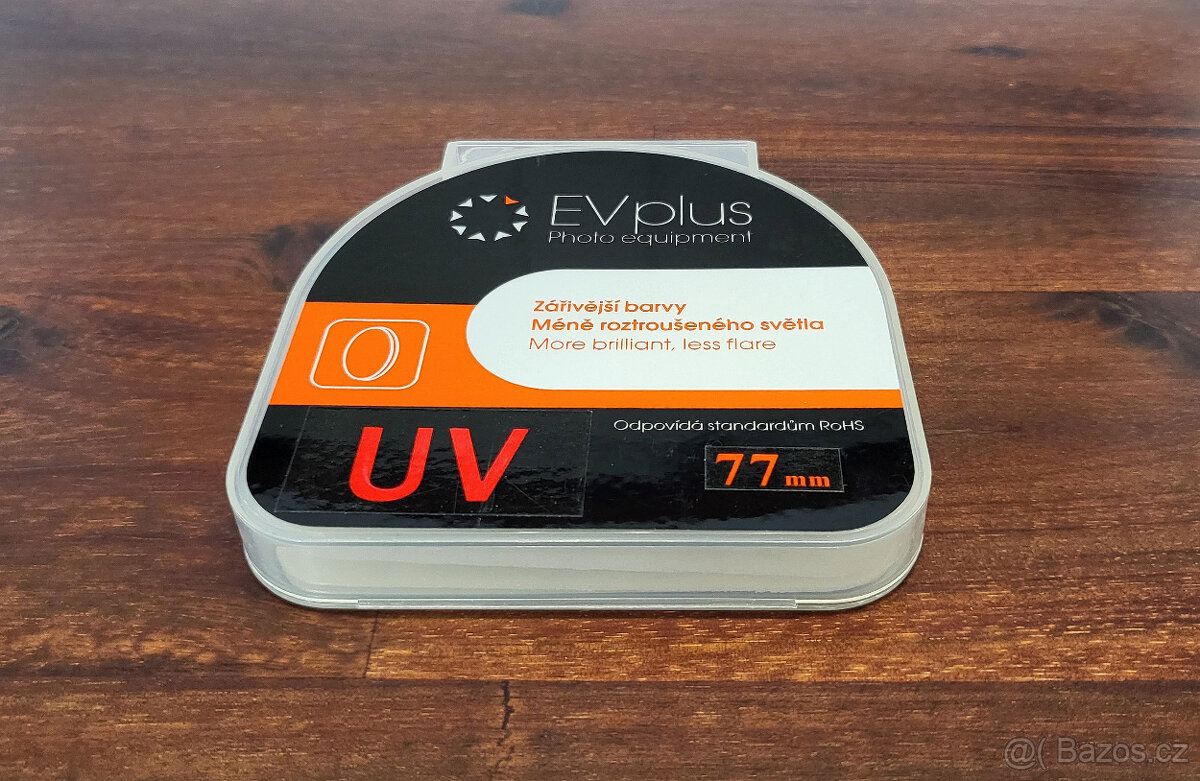 EVplus
Photo equipment
Zářivější barvy
Méně roztroušeného světla
More brilliant, less flare
Odpovídá standardům RoHS
UV
77 mm
@( Bazos.cz